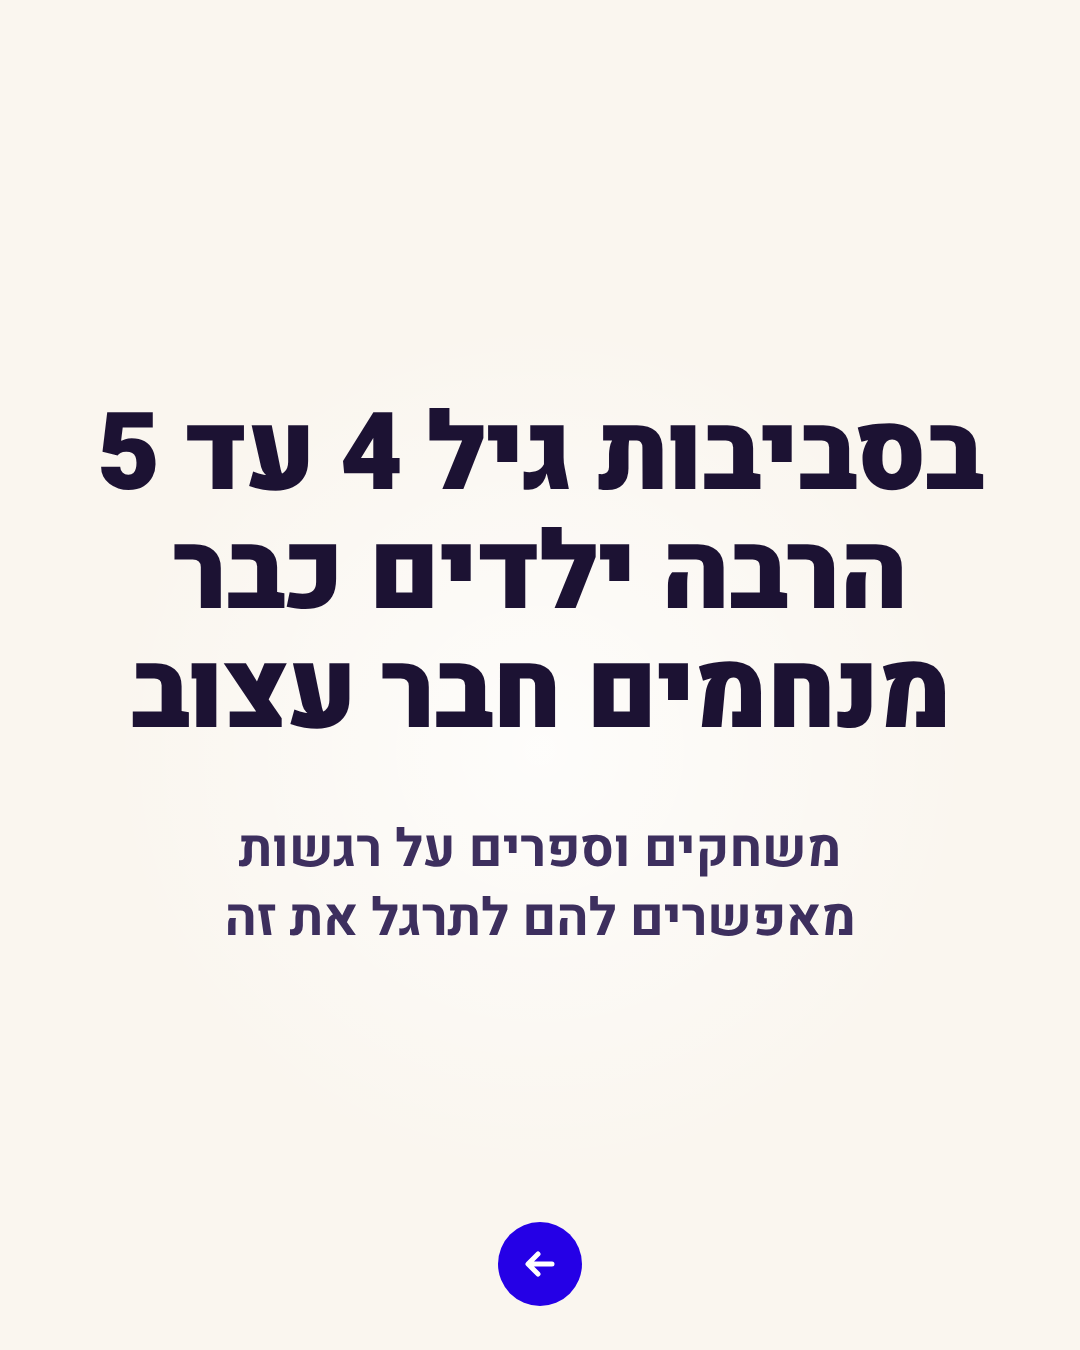 בסביבות גיל 4 עד 5
הרבה ילדים כבר
מנחמים חבר עצוב
משחקים וספרים על רגשות
מאפשרים להם לתרגל את זה